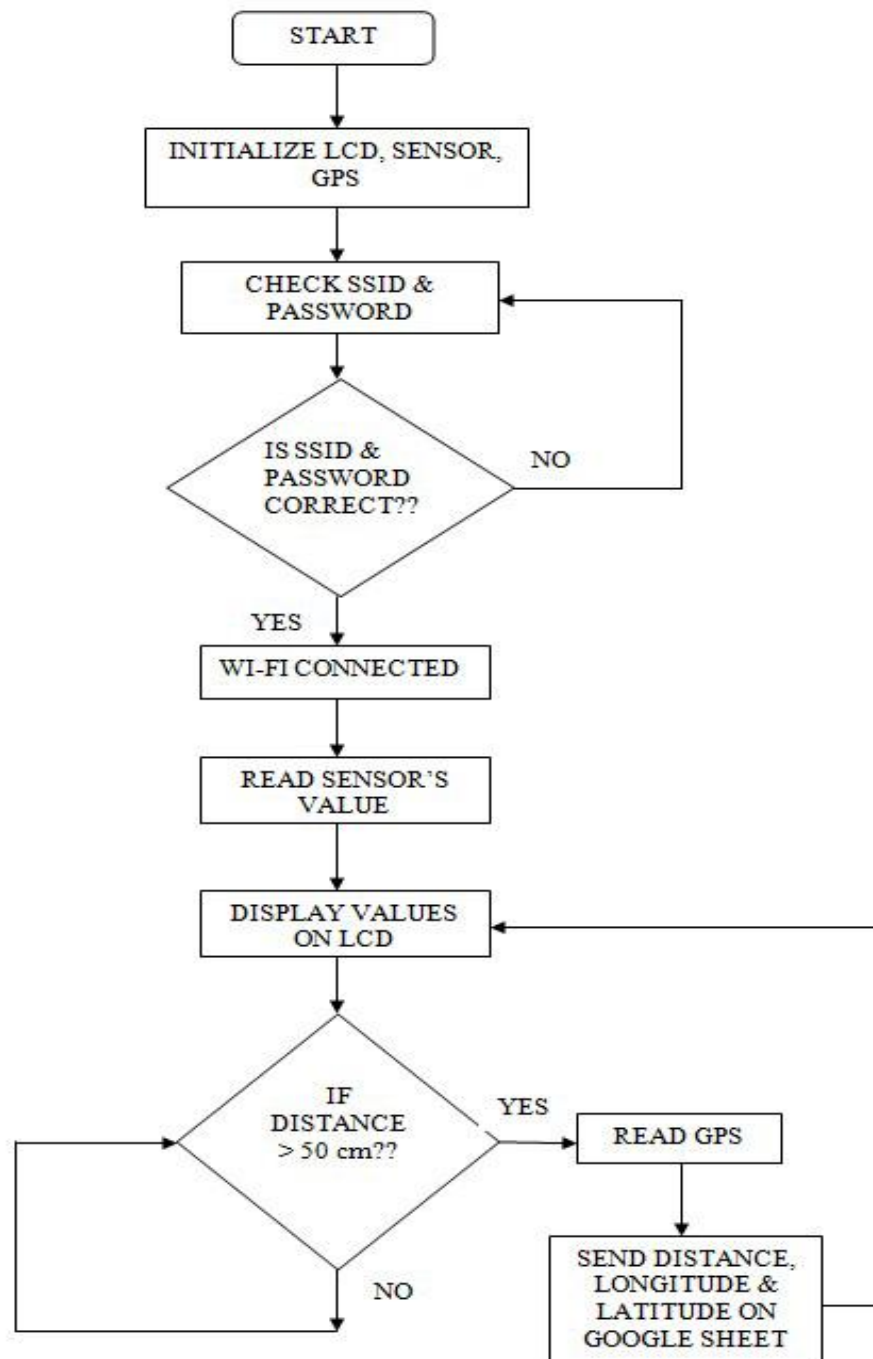 START
INITIALIZE LCD, SENSOR,
GPS
CHECK SSID &
PASSWORD
IS SSID &
PASSWORD
CORRECT??
NO
YES
WI-FI CONNECTED
READ SENSOR'S
VALUE
DISPLAY VALUES
ON LCD
IF
DISTANCE
> 50 cm??
YES
READ GPS
NO
SEND DISTANCE,
LONGITUDE &
LATITUDE ON
GOOGLE SHEET